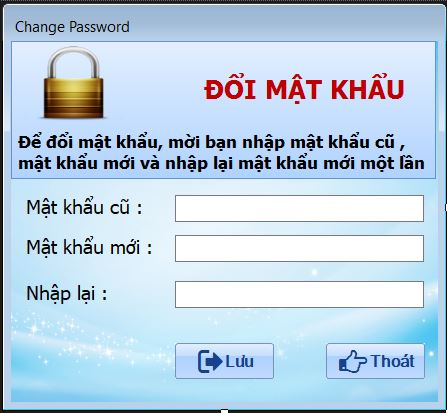 Change Password
ĐỔI MẬT KHẨU
Để đổi mật khẩu, mời bạn nhập mật khẩu cũ ,
mật khẩu mới và nhập lại mật khẩu mới một lần
Mật khẩu cũ :
Mật khẩu mới :
Nhập lại :
Lưu
Thoát